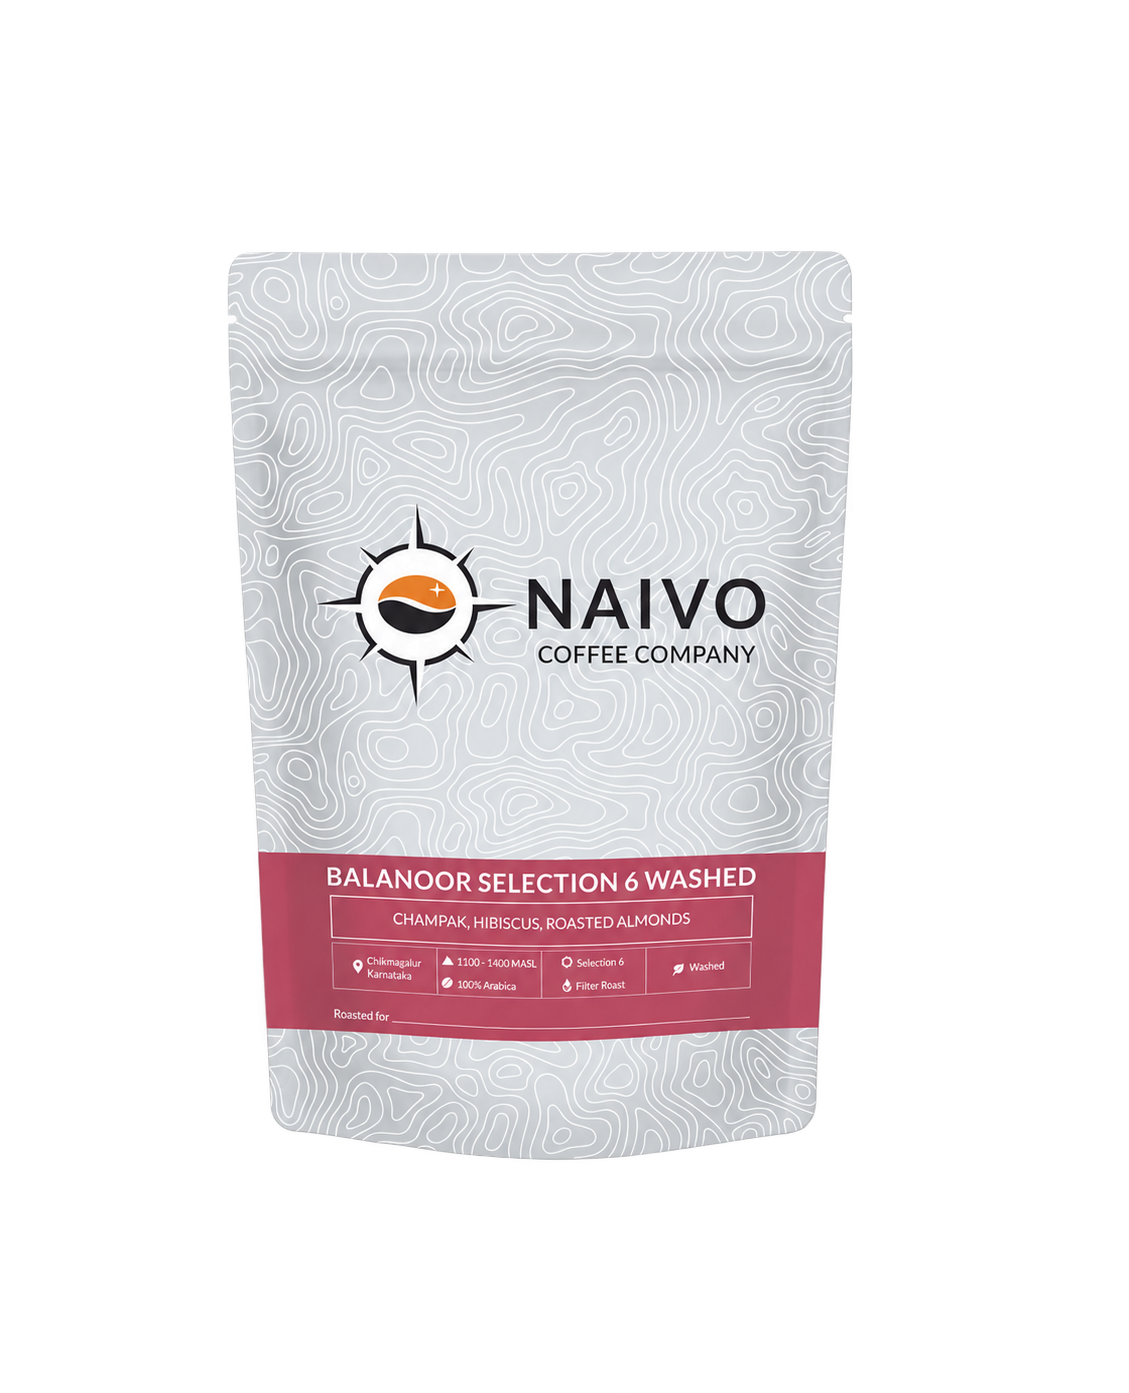 NAIVO
COFFEE COMPANY
BALANOOR SELECTION 6 WASHED
CHAMPAK, HIBISCUS, ROASTED ALMONDS
Chikmagalur
Karnataka
1100 - 1400 MASL
100% Arabica
Selection 6
Filter Roast
Washed
Roasted for